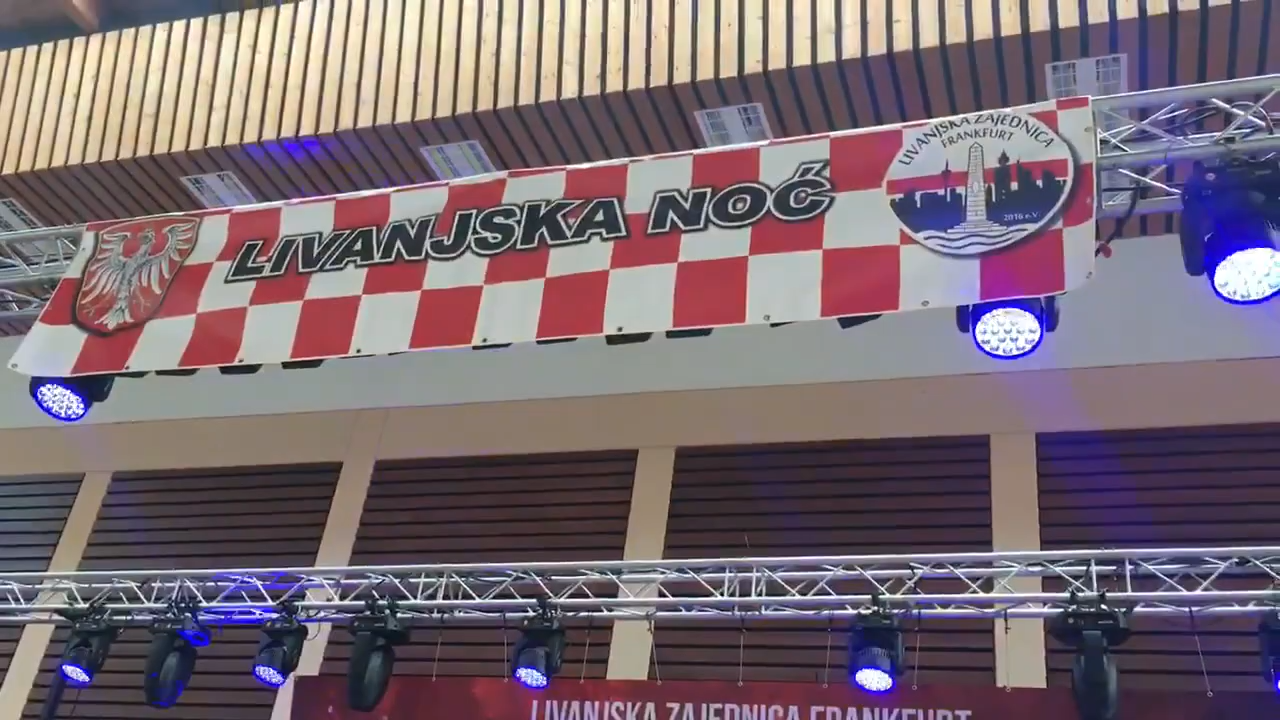 LIVANJSKA NOĆ
LIVANJSKA ZAJEDNICA
FRANKFURT
2016 e.V.
LIVANJSKA ZAJEDNICA FRANKFURT